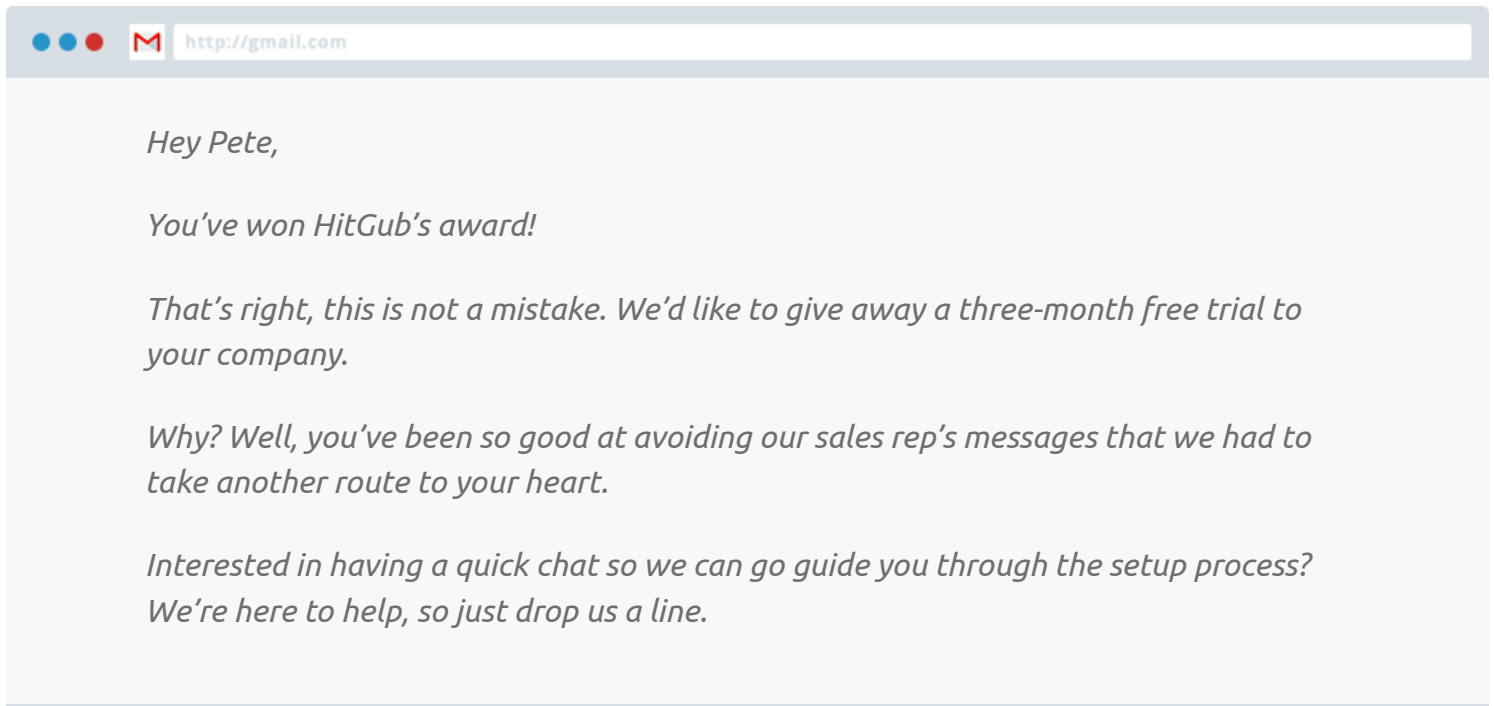 http://gmail.com
Hey Pete,
You’ve won HitGub’s award!
That’s right, this is not a mistake. We’d like to give away a three-month free trial to
your company.
Why? Well, you’ve been so good at avoiding our sales rep’s messages that we had to
take another route to your heart.
Interested in having a quick chat so we can go guide you through the setup process?
We’re here to help, so just drop us a line.